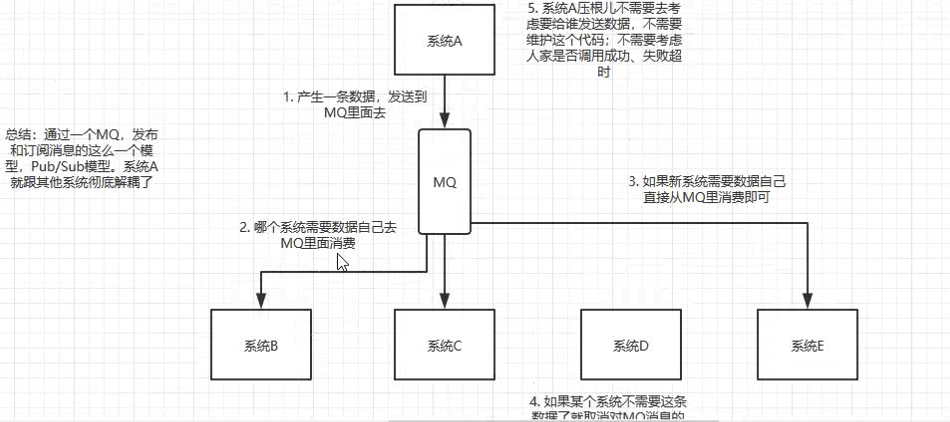 系统A
5. 系统A压根儿不需要去考
虑要给谁发送数据，不需要
维护这个代码；不需要考虑
人家是否调用成功、失败超
时
1. 产生一条数据，发送到
MQ里面去
总结：通过一个MQ，发布
和订阅消息的这么一个模
型，Pub/Sub模型。系统A
就跟其他系统彻底解耦了
MQ
3. 如果新系统需要数据自己
直接从MQ里消费即可
2. 哪个系统需要数据自己去
MQ里面消费
系统B
系统C
系统D
系统E
4. 如果某个系统不需要这条
数据了就取消对MQ消息的